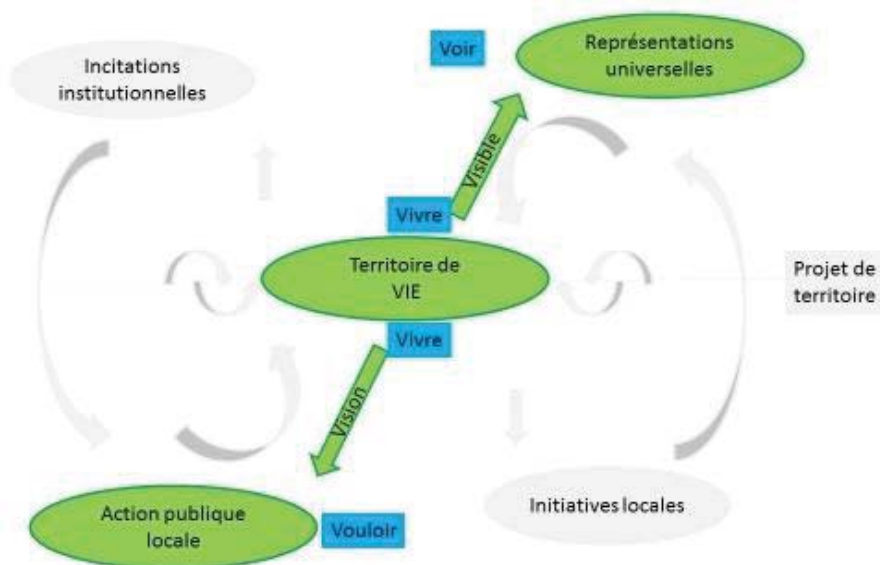 Voir
Représentations
universelles
Incitations
institutionnelles
Visible
Vivre
Territoire de
VIE
Projet de
territoire
Vivre
Vision
Action publique
locale
Vouloir
Initiatives locales